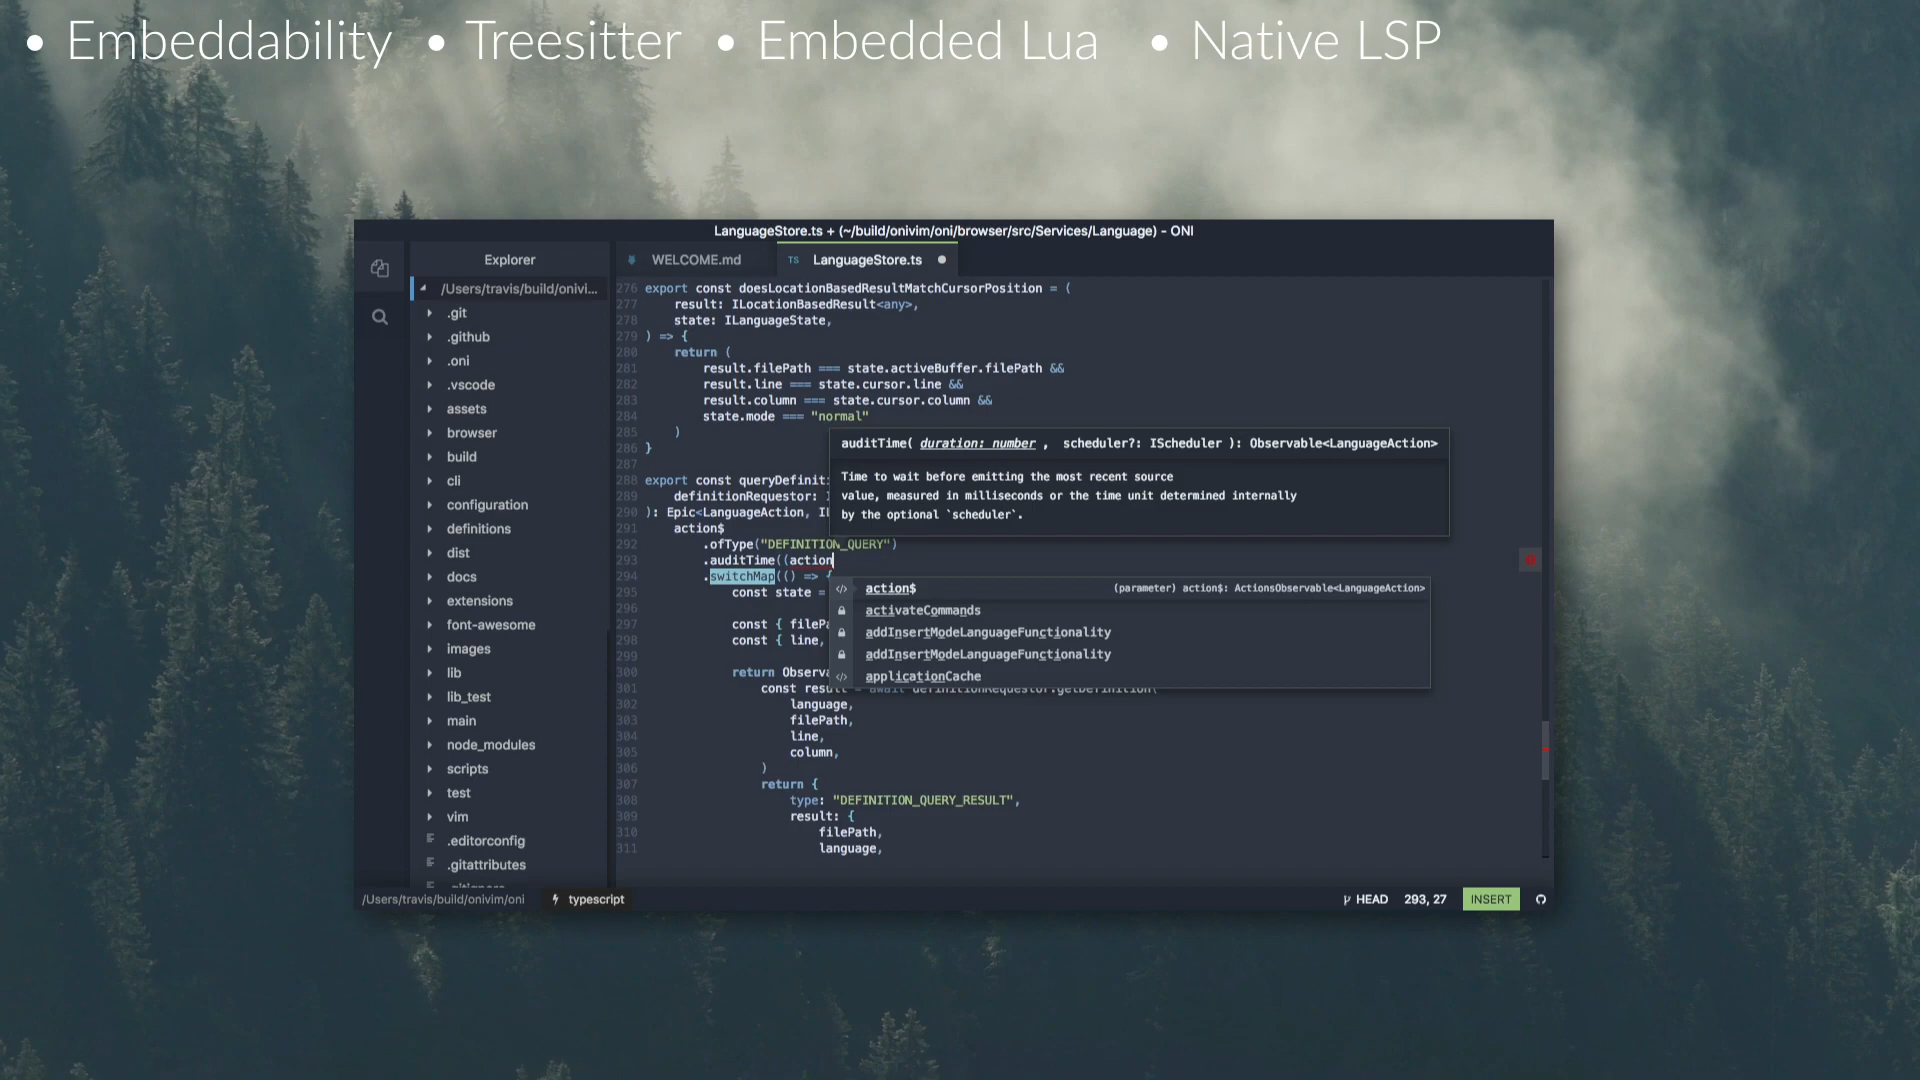 • Embeddability • Treesitter • Embedded Lua • Native LSP
LanguageStore.ts + (~/build/onivim/oni/browser/src/Services/Language) - ONI
Explorer
WELCOME.md
TS LanguageStore.ts
/Users/travis/build/onivi...
.git
.github
.oni
.vscode
assets
browser
build
cli
configuration
definitions
dist
docs
extensions
font-awesome
images
lib
lib_test
main
node_modules
scripts
test
vim
.editorconfig
.gitattributes
276 export const doesLocationBasedResultMatchCursorPosition = (
277 result: ILocationBasedResult<any>,
278 state: ILanguageState,
279 ) => {
280 return (
281 result.filePath === state.activeBuffer.filePath &&
282 result.line === state.cursor.line &&
283 result.column === state.cursor.column &&
284 state.mode === "normal"
285 )
286 }
287
288 export const queryDefinit
289 definitionRequestor: I
290 ): Epic<LanguageAction, IL
291 action$
292 .ofType("DEFINITION_QUERY")
293 .auditTime((action
294 .switchMap(() => {
295 const state =
296
297 const { filePa
298 const { line,
299
300 return Observa
301 const result = await definitionRequestor.getDefinition(
302 language,
303 filePath,
304 line,
305 column,
306 )
307 return {
308 type: "DEFINITION_QUERY_RESULT",
309 result: {
310 filePath,
311 language,
auditTime( duration: number , scheduler?: IScheduler ): Observable<LanguageAction>
Time to wait before emitting the most recent source
value, measured in milliseconds or the time unit determined internally
by the optional `scheduler`.
action$ (parameter) action$: ActionsObservable<LanguageAction>
activateCommands
addInsertModeLanguageFunctionality
addInsertModeLanguageFunctionality
applicationCache
/Users/travis/build/onivim/oni typescript HEAD 293, 27 INSERT